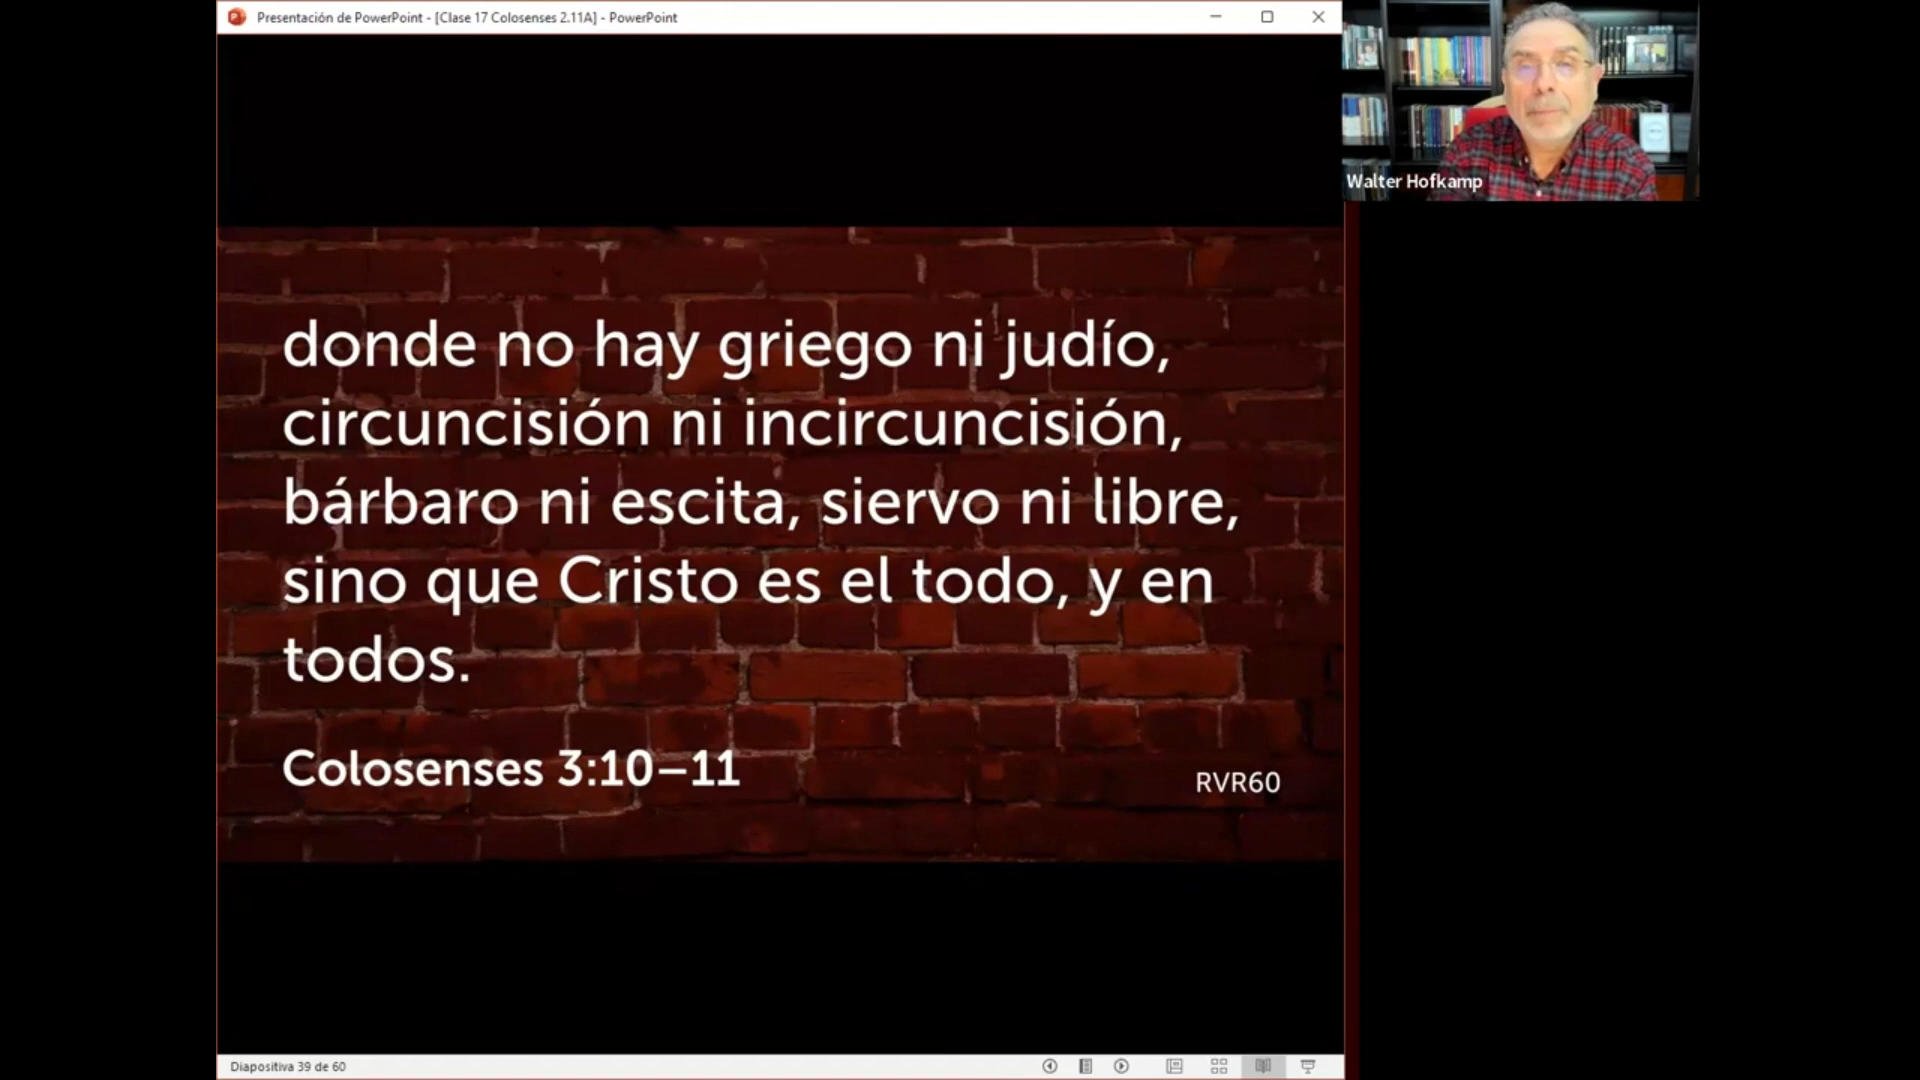 Presentación de PowerPoint - [Clase 17 Colosenses 2.11A] - PowerPoint
Walter Hofkamp
donde no hay griego ni judío,
circuncisión ni incircuncisión,
bárbaro ni escita, siervo ni libre,
sino que Cristo es el todo, y en
todos.
Colosenses 3:10–11
RVR60
Diapositiva 39 de 60